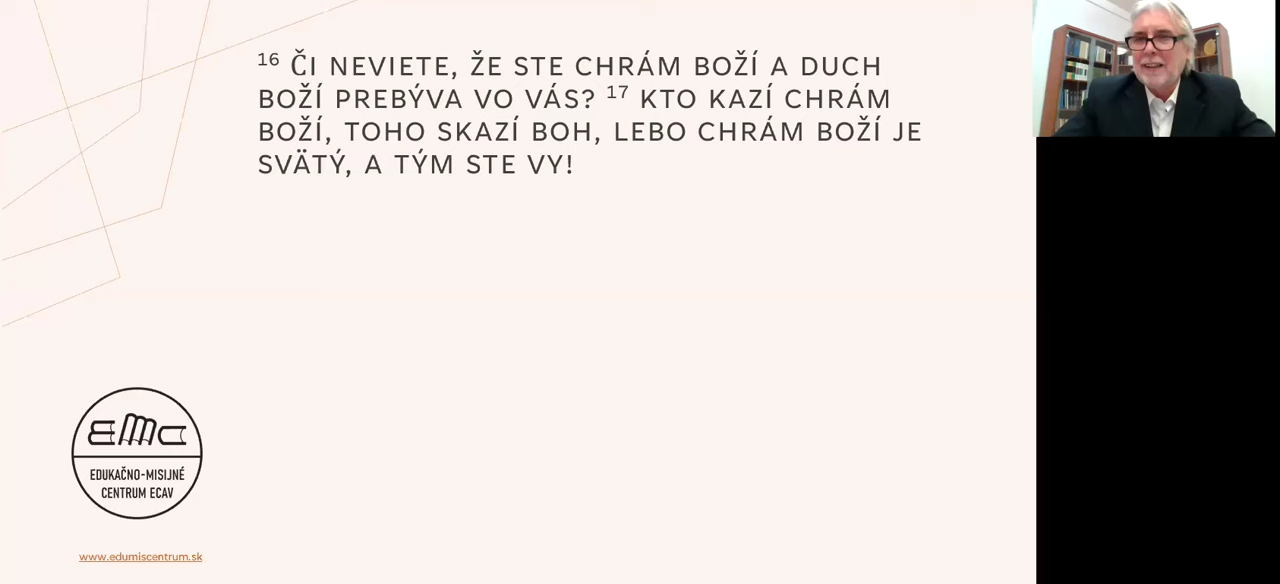 ¹⁶ ČI NEVIETE, ŽE STE CHRÁM BOŽÍ A DUCH
BOŽÍ PREBÝVA VO VÁS? ¹⁷ KTO KAZÍ CHRÁM
BOŽÍ, TOHO SKAZÍ BOH, LEBO CHRÁM BOŽÍ JE
SVÄTÝ, A TÝM STE VY!
EMC
EDUKAČNO-MISIJNÉ
CENTRUM ECAV
www.edumiscentrum.sk